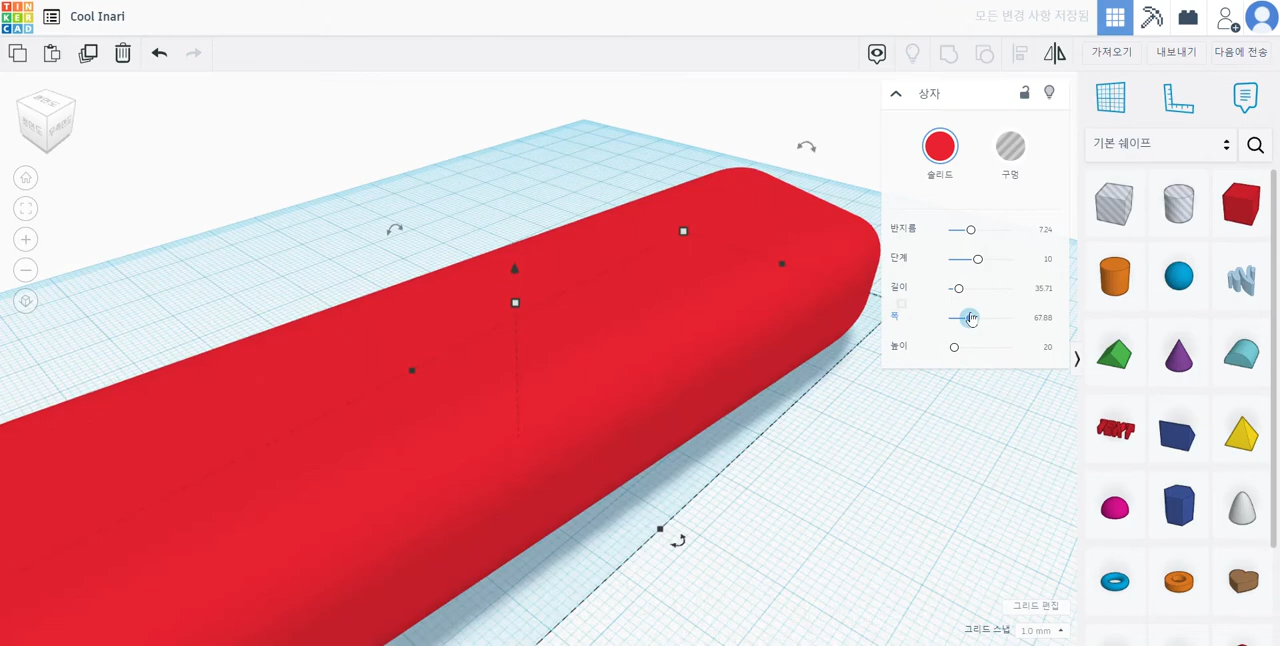 TIN
KER
CAD
Cool Inari
모든 변경 사항 저장됨
가져오기
내보내기
다음에 전송
상자
솔리드
구멍
반지름
7.24
단계
10
길이
35.71
폭
67.88
높이
20
기본 쉐이프
TEXT
그리드 편집
그리드 스냅
1.0 mm